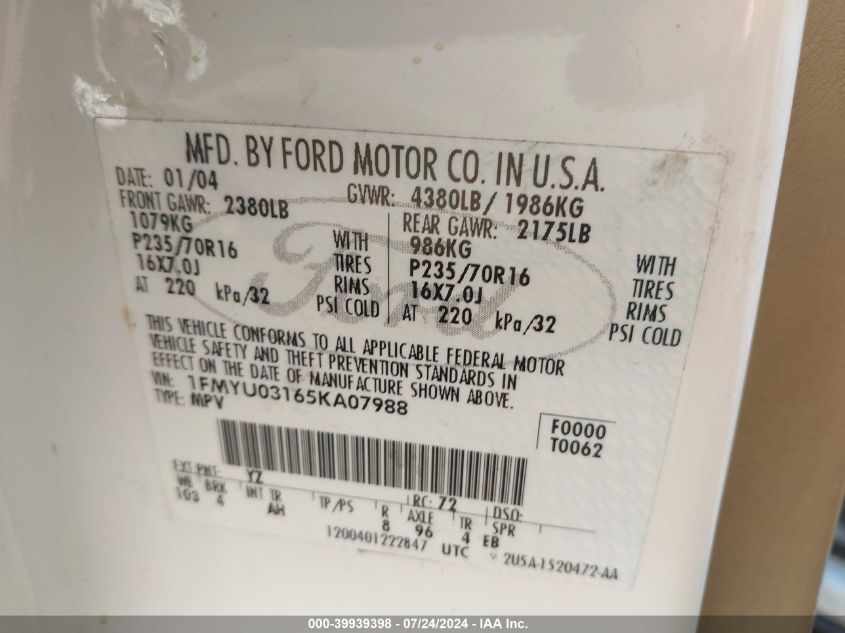 MFD. BY FORD MOTOR CO. IN U.S.A.
DATE: 01/04 GVWR: 4380LB/ 1986KG
FRONT GAWR: 2380LB REAR GAWR: 2175LB
1079KG WITH 986KG WITH
P235/70R16 TIRES P235/70R16 TIRES
16X7.0J RIMS 16X7.0J RIMS
AT 220 kPa/32 PSI COLD AT 220 kPa/32 PSI COLD
Ford
THIS VEHICLE CONFORMS TO ALL APPLICABLE FEDERAL MOTOR
VEHICLE SAFETY AND THEFT PREVENTION STANDARDS IN
EFFECT ON THE DATE OF MANUFACTURE SHOWN ABOVE.
VIN: 1FMYU03165KA07988
TYPE: MPV
F0000
T0062
EXT PNT: YZ RC: 72 DSO:
WB BRK INT TR TP/PS R AXLE TR SPR
103 4 AH 8 96 4 EB
1200401222847 UTC 2U5A-1520472-AA
000-39939398 - 07/24/2024 - IAA Inc.